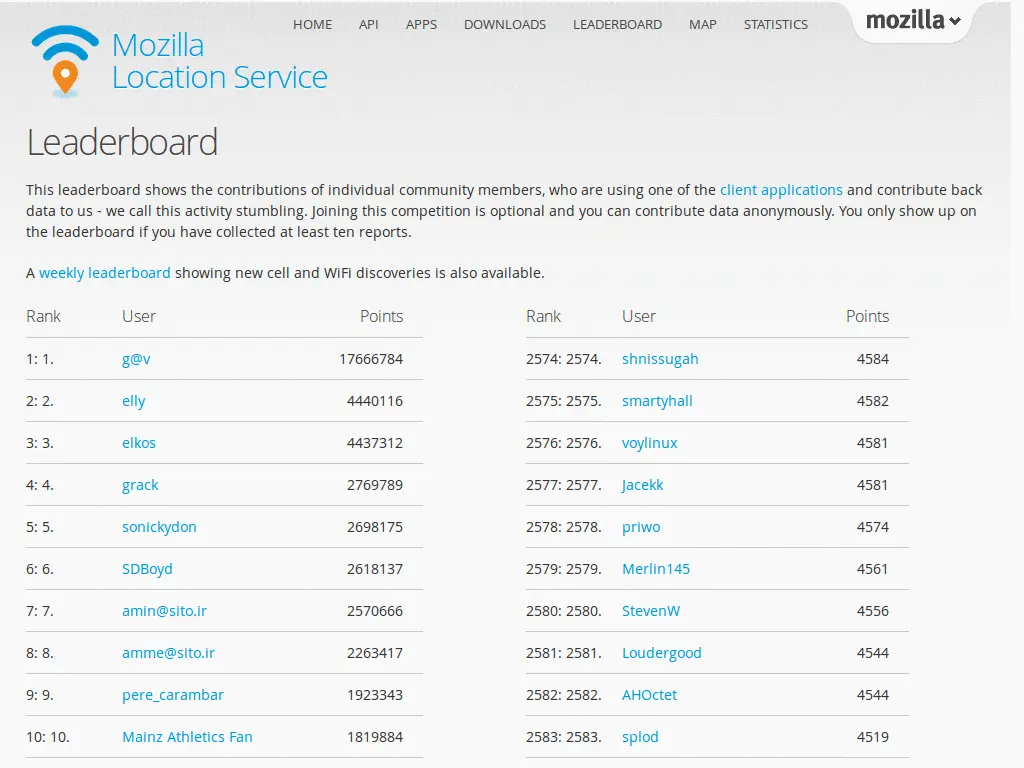 HOME API APPS DOWNLOADS LEADERBOARD MAP STATISTICS
mozilla
Mozilla
Location Service
Leaderboard
This leaderboard shows the contributions of individual community members, who are using one of the client applications and contribute back
data to us - we call this activity stumbling. Joining this competition is optional and you can contribute data anonymously. You only show up on
the leaderboard if you have collected at least ten reports.
A weekly leaderboard showing new cell and WiFi discoveries is also available.
Rank User Points
1: 1. g@v 17666784
2: 2. elly 4440116
3: 3. elkos 4437312
4: 4. grack 2769789
5: 5. sonickydon 2698175
6: 6. SDBoyd 2618137
7: 7. amin@sito.ir 2570666
8: 8. amme@sito.ir 2263417
9: 9. pere_carambar 1923343
10: 10. Mainz Athletics Fan 1819884
Rank User Points
2574: 2574. shnissugah 4584
2575: 2575. smartyhall 4582
2576: 2576. voylinux 4581
2577: 2577. Jacekk 4581
2578: 2578. priwo 4574
2579: 2579. Merlin145 4561
2580: 2580. StevenW 4556
2581: 2581. Loudergood 4544
2582: 2582. AHOctet 4544
2583: 2583. splod 4519